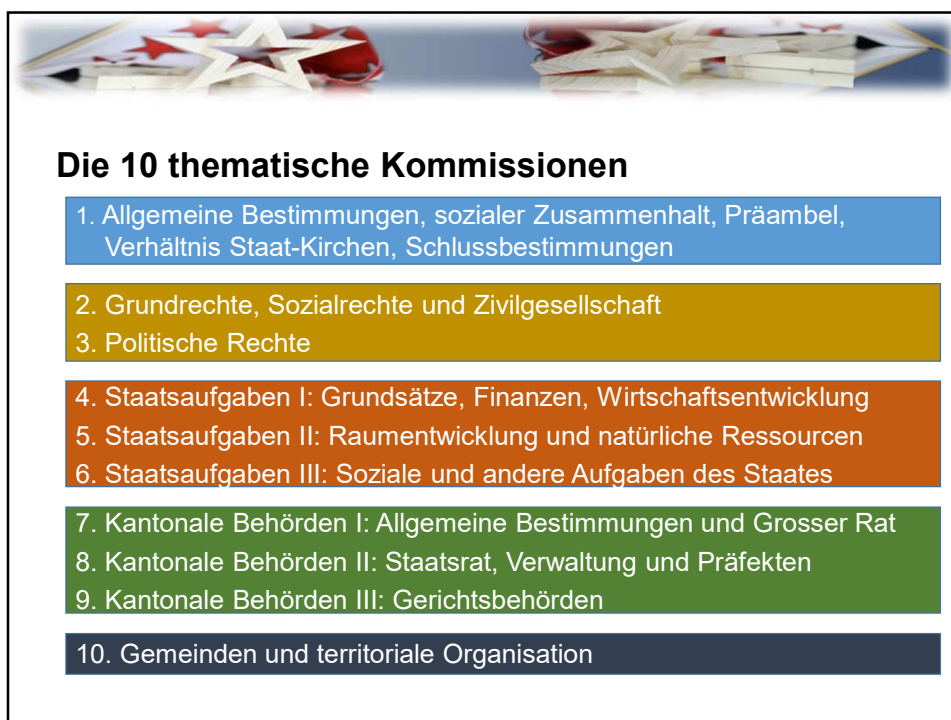 Die 10 thematische Kommissionen
1. Allgemeine Bestimmungen, sozialer Zusammenhalt, Präambel,
Verhältnis Staat-Kirchen, Schlussbestimmungen
2. Grundrechte, Sozialrechte und Zivilgesellschaft
3. Politische Rechte
4. Staatsaufgaben I: Grundsätze, Finanzen, Wirtschaftsentwicklung
5. Staatsaufgaben II: Raumentwicklung und natürliche Ressourcen
6. Staatsaufgaben III: Soziale und andere Aufgaben des Staates
7. Kantonale Behörden I: Allgemeine Bestimmungen und Grosser Rat
8. Kantonale Behörden II: Staatsrat, Verwaltung und Präfekten
9. Kantonale Behörden III: Gerichtsbehörden
10. Gemeinden und territoriale Organisation